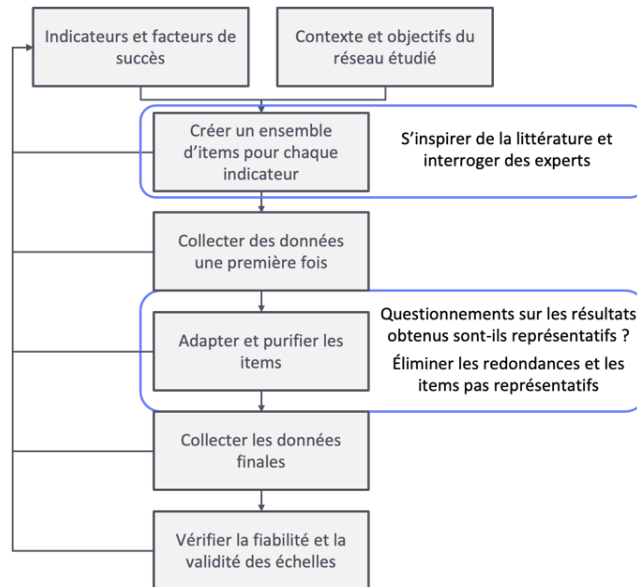 Indicateurs et facteurs de
succès
Contexte et objectifs du
réseau étudié
Créer un ensemble
d'items pour chaque
indicateur
S'inspirer de la littérature et
interroger des experts
Collecter des données
une première fois
Adapter et purifier les
items
Questionnements sur les résultats
obtenus sont-ils représentatifs ?
Éliminer les redondances et les
items pas représentatifs
Collecter les données
finales
Vérifier la fiabilité et la
validité des échelles